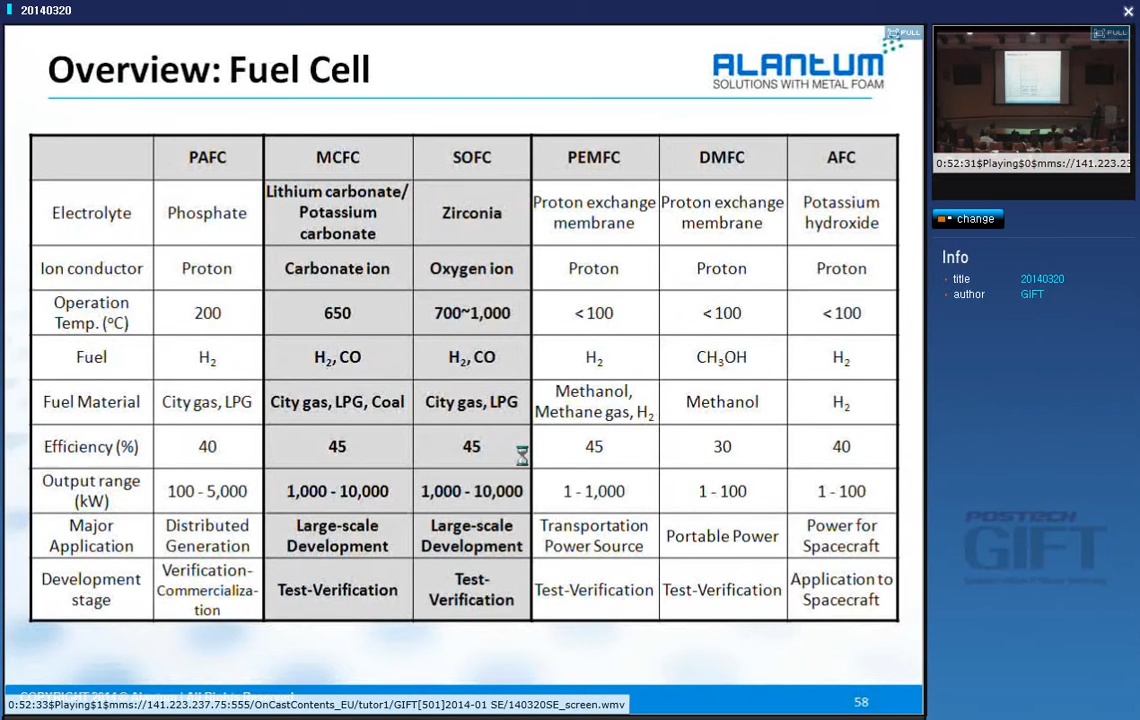 20140320
Overview: Fuel Cell
ALANTUM
SOLUTIONS WITH METAL FOAM
FULL
PAFC MCFC SOFC PEMFC DMFC AFC
Electrolyte Phosphate Lithium carbonate/ Potassium carbonate Zirconia Proton exchange membrane Proton exchange membrane Potassium hydroxide
Ion conductor Proton Carbonate ion Oxygen ion Proton Proton Proton
Operation Temp. (°C) 200 650 700~1,000 < 100 < 100 < 100
Fuel H₂ H₂, CO H₂, CO H₂ CH₃OH H₂
Fuel Material City gas, LPG City gas, LPG, Coal City gas, LPG Methanol, Methane gas, H₂ Methanol H₂
Efficiency (%) 40 45 45 45 30 40
Output range (kW) 100 - 5,000 1,000 - 10,000 1,000 - 10,000 1 - 1,000 1 - 100 1 - 100
Major Application Distributed Generation Large-scale Development Large-scale Development Transportation Power Source Portable Power Power for Spacecraft
Development stage Verification-Commercialization Test-Verification Test-Verification Test-Verification Test-Verification Application to Spacecraft
58
0:52:33$Playing$1$mms://141.223.237.75:555/OnCastContents_EU/tutor1/GIFT[501]2014-01 SE/140320SE_screen.wmv
FULL
0:52:31$Playing$0$mms://141.223.23
change
Info
title 20140320
author GIFT
POSTECH
GIFT